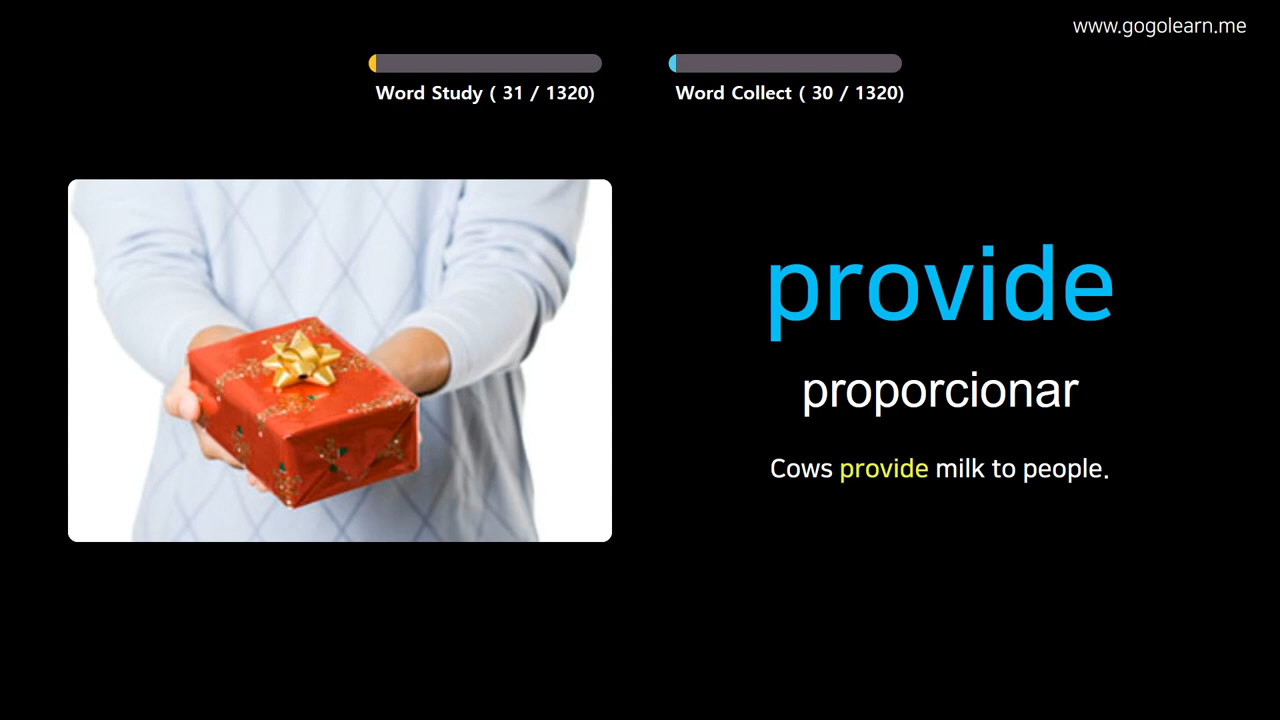 www.gogolearn.me
Word Study ( 31 / 1320)
Word Collect ( 30 / 1320)
provide
proporcionar
Cows provide milk to people.